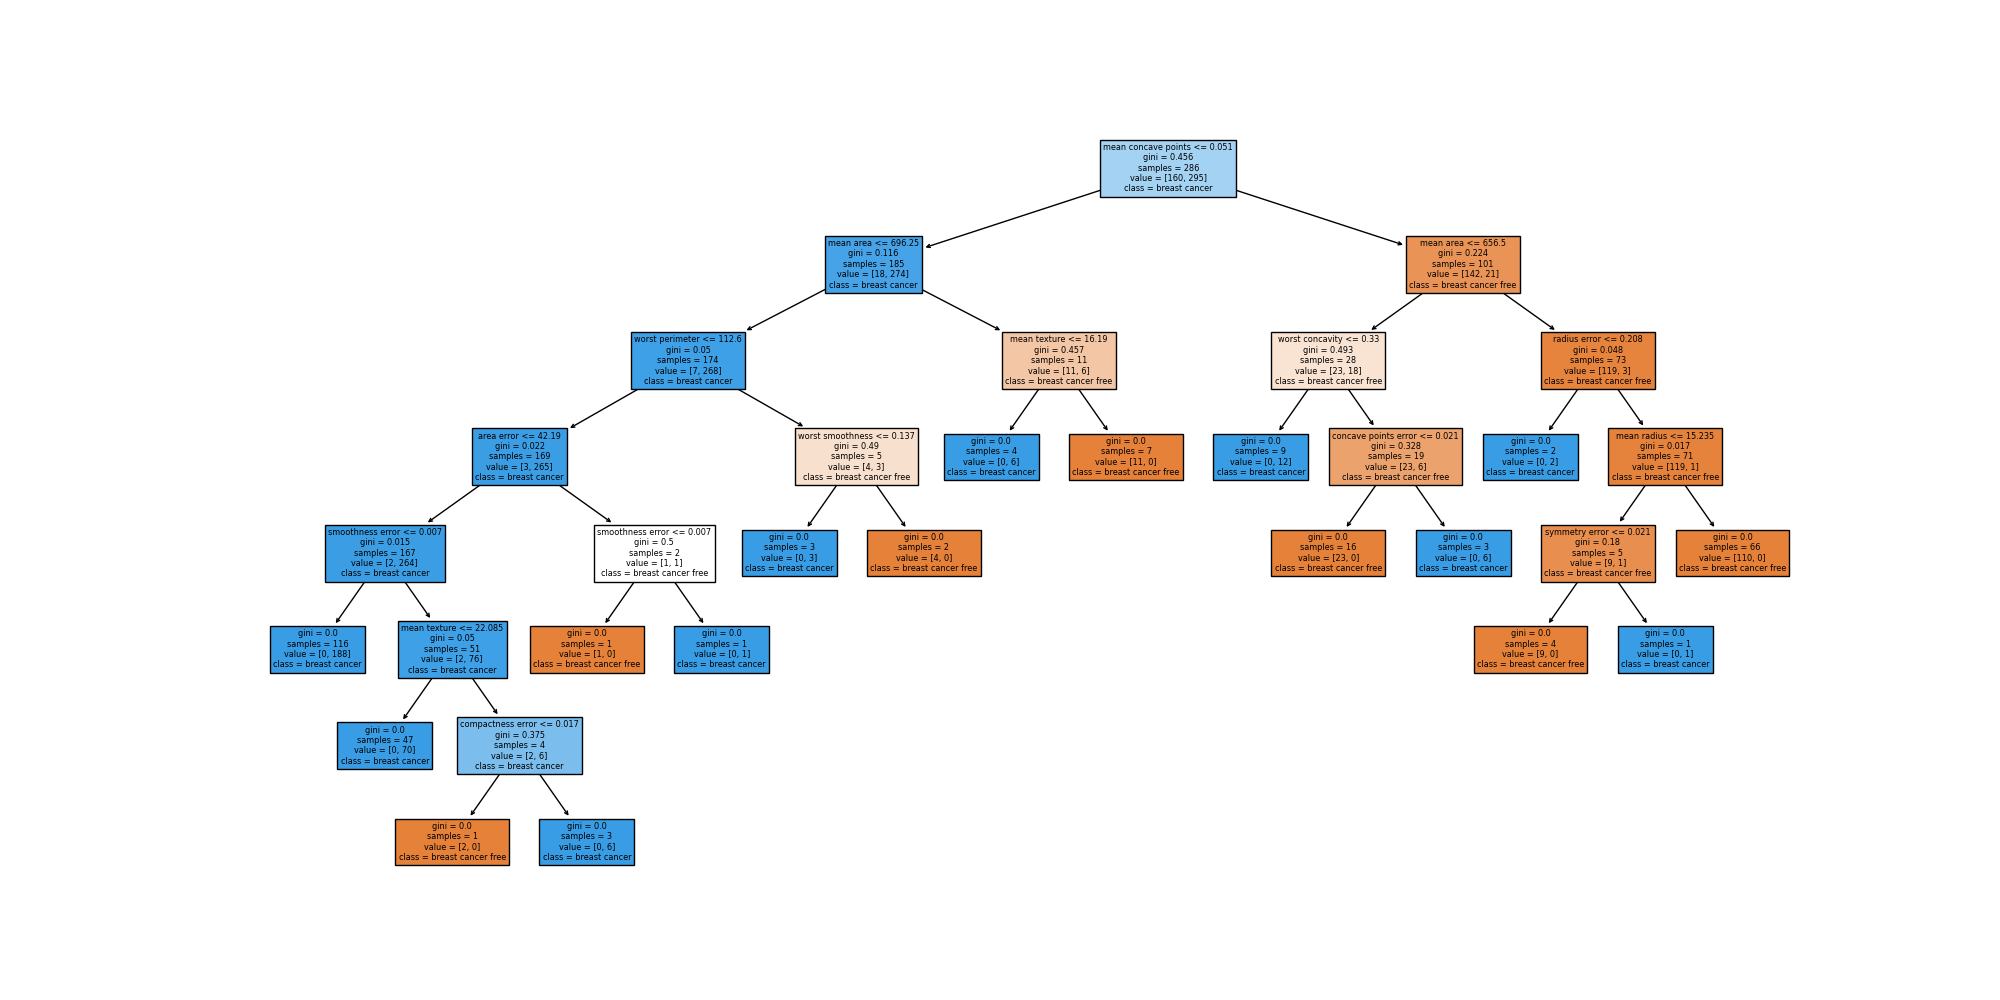 mean concave points <= 0.051
gini = 0.456
samples = 286
value = [160, 295]
class = breast cancer
mean area <= 696.25
gini = 0.116
samples = 185
value = [18, 274]
class = breast cancer
mean area <= 656.5
gini = 0.224
samples = 101
value = [142, 21]
class = breast cancer free
worst perimeter <= 112.6
gini = 0.05
samples = 174
value = [7, 268]
class = breast cancer
mean texture <= 16.19
gini = 0.457
samples = 11
value = [11, 6]
class = breast cancer free
worst concavity <= 0.33
gini = 0.493
samples = 28
value = [23, 18]
class = breast cancer free
radius error <= 0.208
gini = 0.048
samples = 73
value = [119, 3]
class = breast cancer free
area error <= 42.19
gini = 0.022
samples = 169
value = [3, 265]
class = breast cancer
worst smoothness <= 0.137
gini = 0.49
samples = 5
value = [4, 3]
class = breast cancer free
gini = 0.0
samples = 4
value = [0, 6]
class = breast cancer
gini = 0.0
samples = 7
value = [11, 0]
class = breast cancer free
gini = 0.0
samples = 9
value = [0, 12]
class = breast cancer
concave points error <= 0.021
gini = 0.328
samples = 19
value = [23, 6]
class = breast cancer free
gini = 0.0
samples = 2
value = [0, 2]
class = breast cancer
mean radius <= 15.235
gini = 0.017
samples = 71
value = [119, 1]
class = breast cancer free
smoothness error <= 0.007
gini = 0.015
samples = 167
value = [2, 264]
class = breast cancer
smoothness error <= 0.007
gini = 0.5
samples = 2
value = [1, 1]
class = breast cancer free
gini = 0.0
samples = 3
value = [0, 3]
class = breast cancer
gini = 0.0
samples = 2
value = [4, 0]
class = breast cancer free
gini = 0.0
samples = 16
value = [23, 0]
class = breast cancer free
gini = 0.0
samples = 3
value = [0, 6]
class = breast cancer
symmetry error <= 0.021
gini = 0.18
samples = 5
value = [9, 1]
class = breast cancer free
gini = 0.0
samples = 66
value = [110, 0]
class = breast cancer free
gini = 0.0
samples = 116
value = [0, 188]
class = breast cancer
mean texture <= 22.085
gini = 0.05
samples = 51
value = [2, 76]
class = breast cancer
gini = 0.0
samples = 1
value = [1, 0]
class = breast cancer free
gini = 0.0
samples = 1
value = [0, 1]
class = breast cancer
gini = 0.0
samples = 4
value = [9, 0]
class = breast cancer free
gini = 0.0
samples = 1
value = [0, 1]
class = breast cancer
gini = 0.0
samples = 47
value = [0, 70]
class = breast cancer
compactness error <= 0.017
gini = 0.375
samples = 4
value = [2, 6]
class = breast cancer
gini = 0.0
samples = 1
value = [2, 0]
class = breast cancer free
gini = 0.0
samples = 3
value = [0, 6]
class = breast cancer